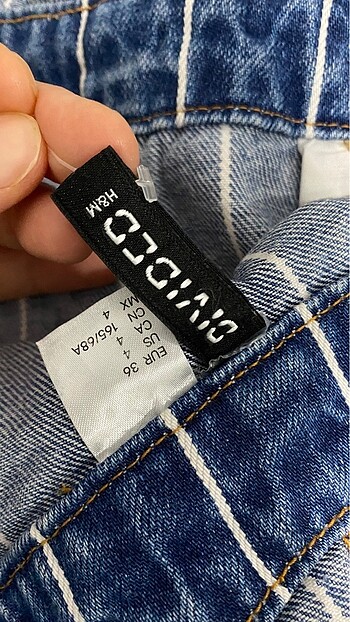 DIVIDED
H&M
EUR 36
US 4
CA 4
CN 165/68A
MX 4